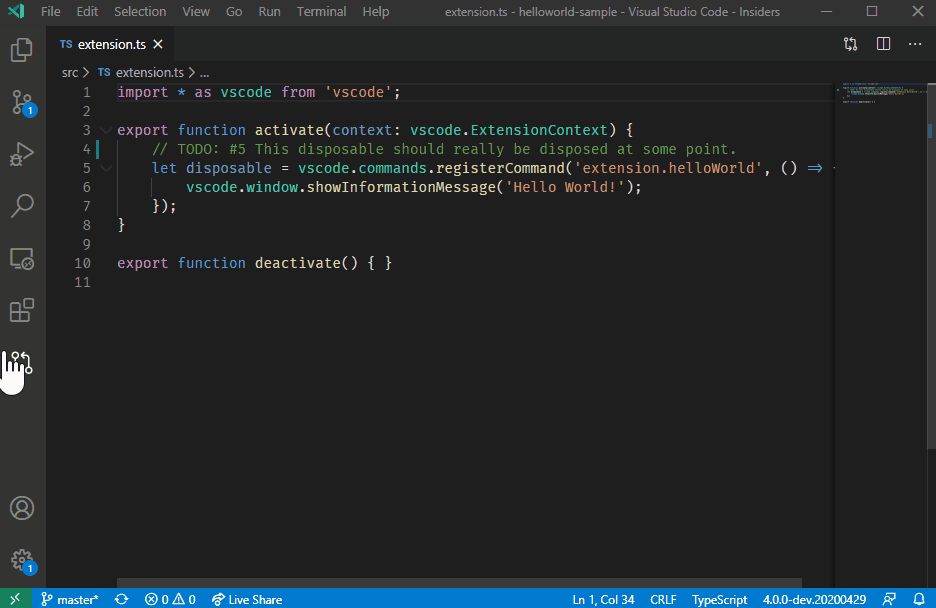 File Edit Selection View Go Run Terminal Help extension.ts - helloworld-sample - Visual Studio Code - Insiders
TS extension.ts
src > TS extension.ts > ...
1 import * as vscode from 'vscode';
2
3 export function activate(context: vscode.ExtensionContext) {
4 // TODO: #5 This disposable should really be disposed at some point.
5 let disposable = vscode.commands.registerCommand('extension.helloWorld', () =>
6 vscode.window.showInformationMessage('Hello World!');
7 });
8 }
9
10 export function deactivate() { }
11
1
1
master* 0 0 Live Share Ln 1, Col 34 CRLF TypeScript 4.0.0-dev.20200429